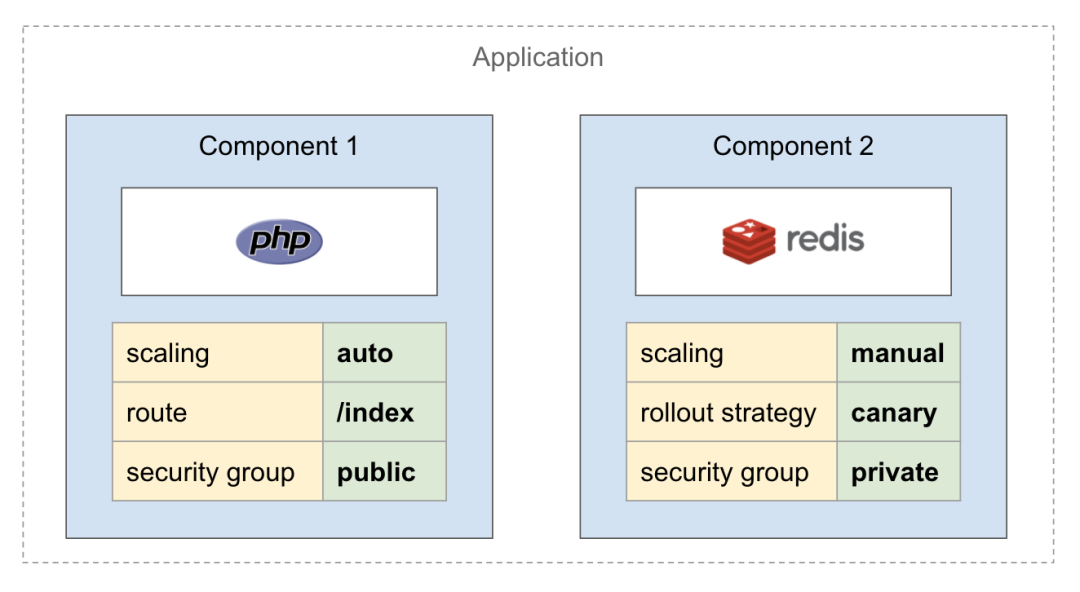 Application
Component 1
php
scaling auto
route /index
security group public
Component 2
redis
scaling manual
rollout strategy canary
security group private